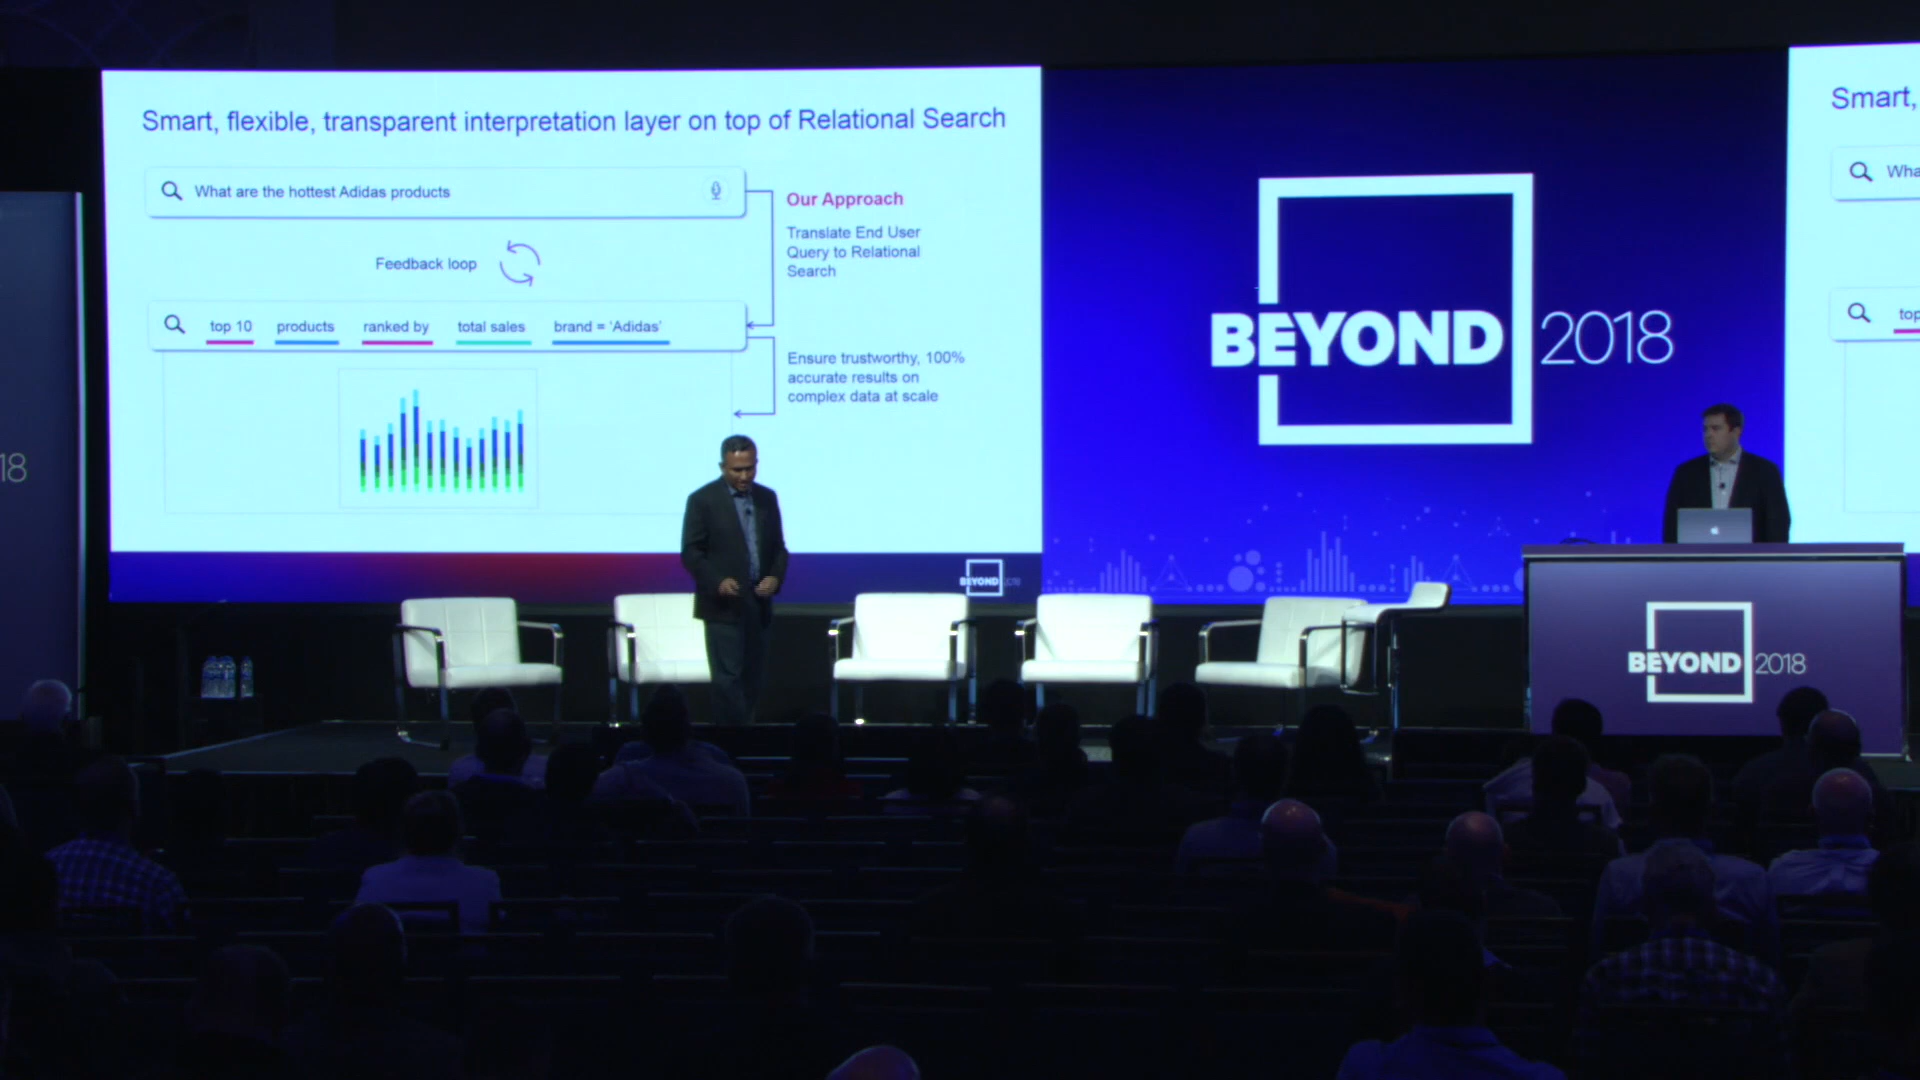 Smart, flexible, transparent interpretation layer on top of Relational Search
What are the hottest Adidas products
Our Approach
Translate End User
Query to Relational
Search
Feedback loop
top 10 products ranked by total sales brand = ‘Adidas’
Ensure trustworthy, 100%
accurate results on
complex data at scale
BEYOND 2018
BEYOND 2018
Smart,
Wha
top
BEYOND 2018
18